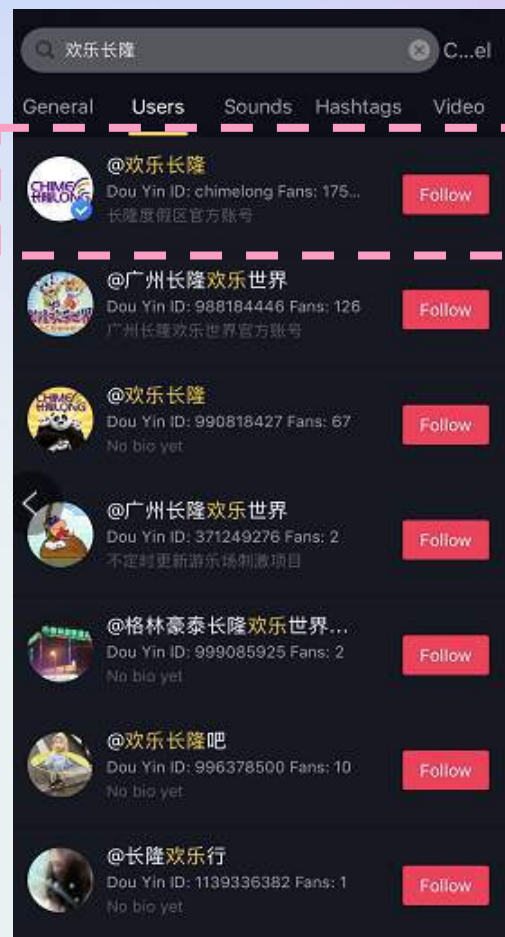 欢乐长隆
C...el
General Users Sounds Hashtags Video
@欢乐长隆
Dou Yin ID: chimelong Fans: 175...
长隆度假区官方账号
Follow
CHIMELONG
长隆
@广州长隆欢乐世界
Dou Yin ID: 988184446 Fans: 126
广州长隆欢乐世界官方账号
Follow
@欢乐长隆
Dou Yin ID: 990818427 Fans: 67
No bio yet
Follow
@广州长隆欢乐世界
Dou Yin ID: 371249276 Fans: 2
不定时更新游乐场刺激项目
Follow
@格林豪泰长隆欢乐世界...
Dou Yin ID: 999085925 Fans: 2
No bio yet
Follow
@欢乐长隆吧
Dou Yin ID: 996378500 Fans: 10
No bio yet
Follow
@长隆欢乐行
Dou Yin ID: 1139336382 Fans: 1
No bio yet
Follow